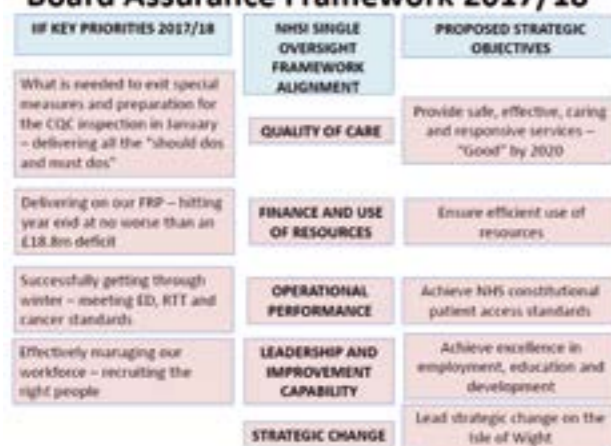 Board Assurance Framework 2017/18
IIF KEY PRIORITIES 2017/18
NHSI SINGLE
OVERSIGHT
FRAMEWORK
ALIGNMENT
PROPOSED STRATEGIC
OBJECTIVES
What is needed to exit special
measures and preparation for
the CQC inspection in January
– delivering all the "should dos
and must dos"
QUALITY OF CARE
Provide safe, effective, caring
and responsive services –
"Good" by 2020
Delivering on our FRP – hitting
year end at no worse than an
£18.8m deficit
FINANCE AND USE
OF RESOURCES
Ensure efficient use of
resources
Successfully getting through
winter – meeting ED, RTT and
cancer standards
OPERATIONAL
PERFORMANCE
Achieve NHS constitutional
patient access standards
Effectively managing our
workforce – recruiting the
right people
LEADERSHIP AND
IMPROVEMENT
CAPABILITY
Achieve excellence in
employment, education and
development
STRATEGIC CHANGE
Lead strategic change on the
Isle of Wight